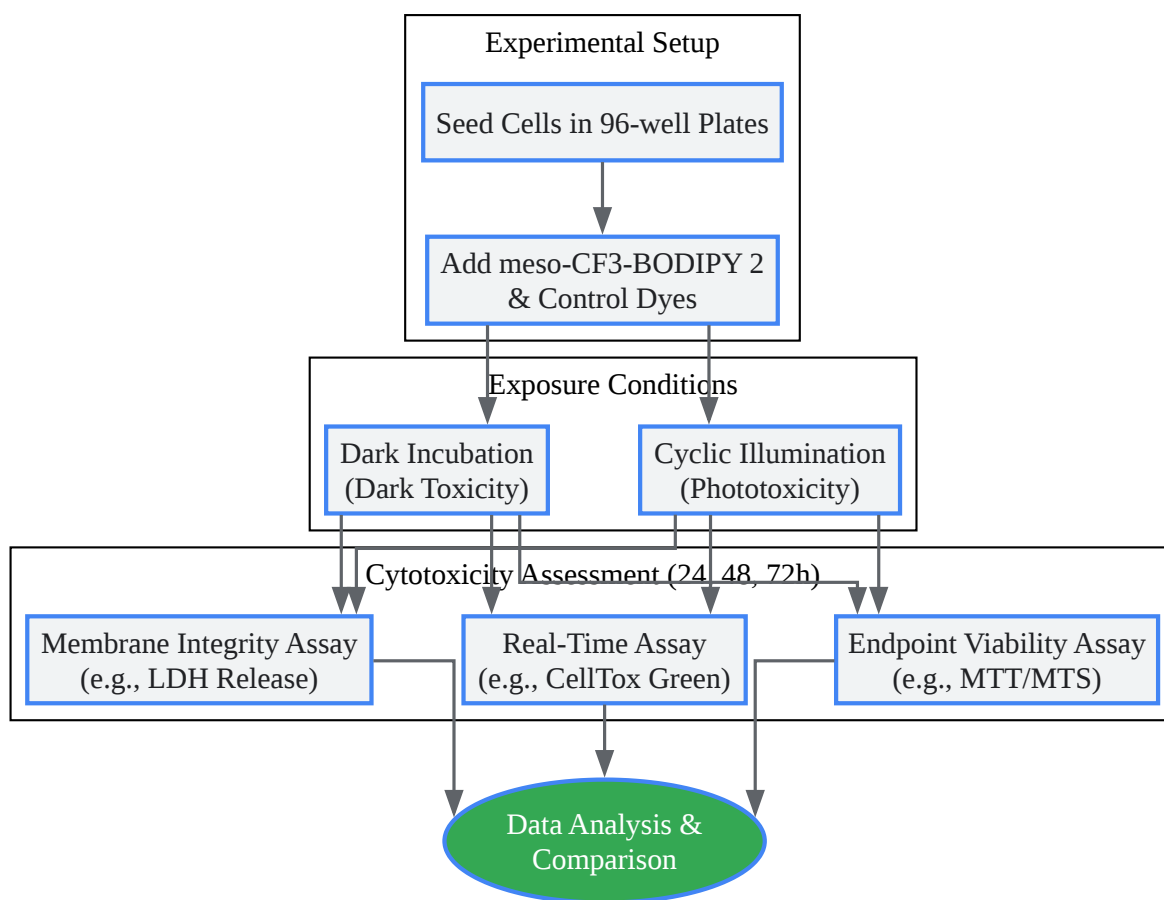 Experimental Setup
Seed Cells in 96-well Plates
Add meso-CF3-BODIPY 2
& Control Dyes
Exposure Conditions
Dark Incubation
(Dark Toxicity)
Cyclic Illumination
(Phototoxicity)
Cytotoxicity Assessment (24, 48, 72h)
Membrane Integrity Assay
(e.g., LDH Release)
Real-Time Assay
(e.g., CellTox Green)
Endpoint Viability Assay
(e.g., MTT/MTS)
Data Analysis &
Comparison